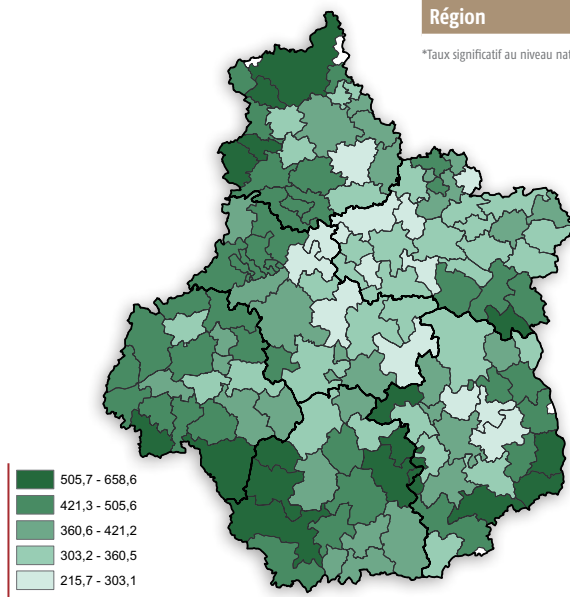 Région
*Taux significatif au niveau nat
505,7 - 658,6
421,3 - 505,6
360,6 - 421,2
303,2 - 360,5
215,7 - 303,1